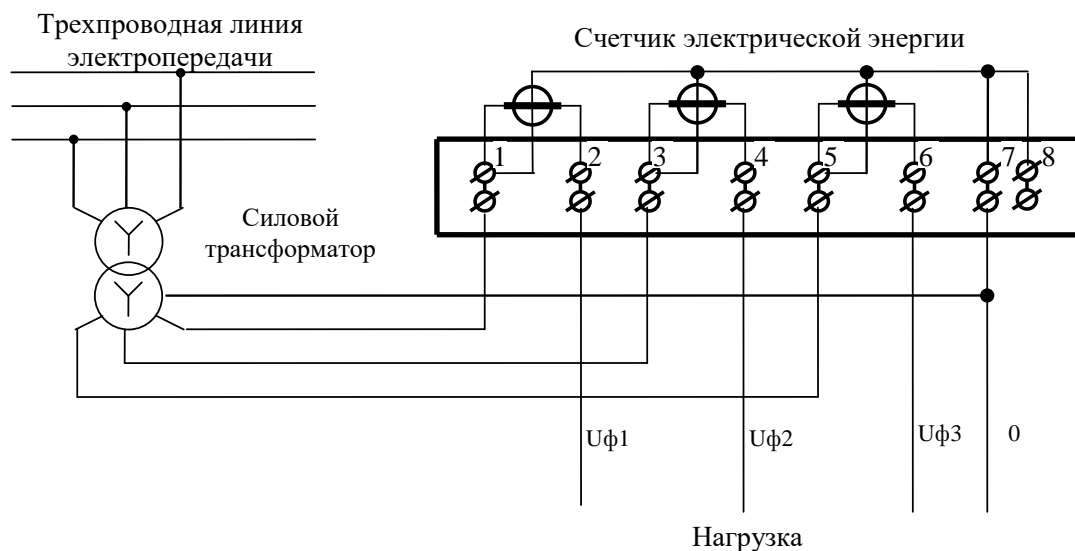 Трехпроводная линия
электропередачи
Счетчик электрической энергии
1 2 3 4 5 6 7 8
Силовой
трансформатор
Uф1 Uф2 Uф3 0
Нагрузка